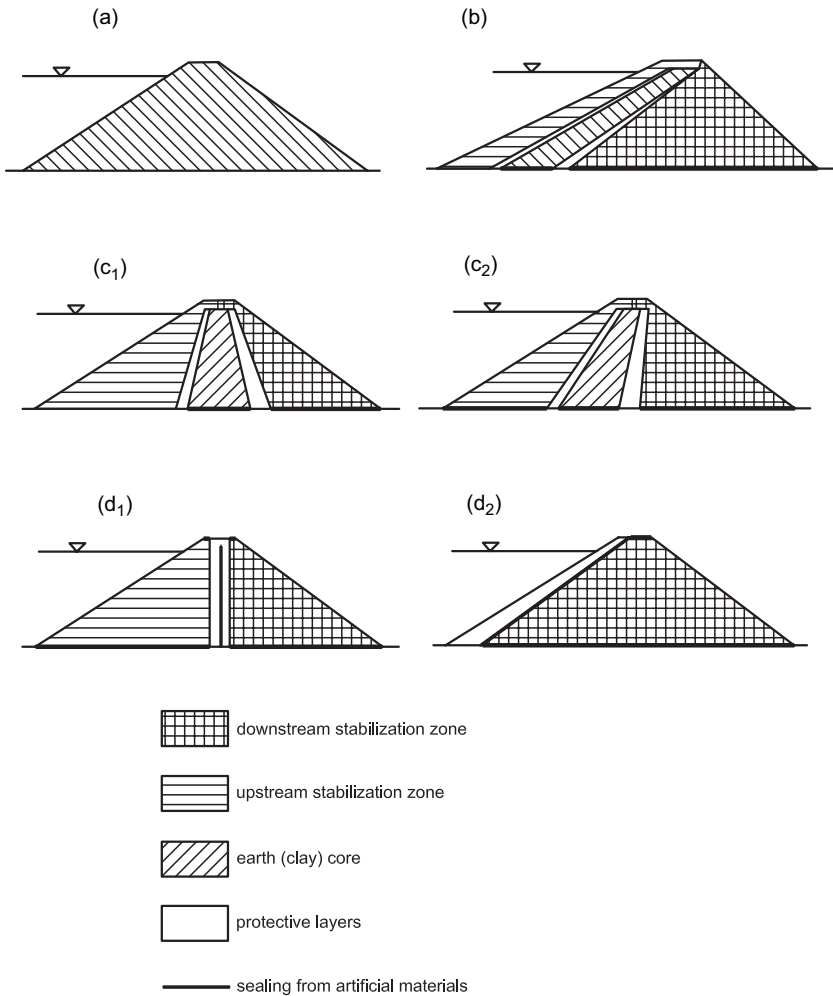 (a)
(b)
(c1)
(c2)
(d1)
(d2)
downstream stabilization zone
upstream stabilization zone
earth (clay) core
protective layers
sealing from artificial materials